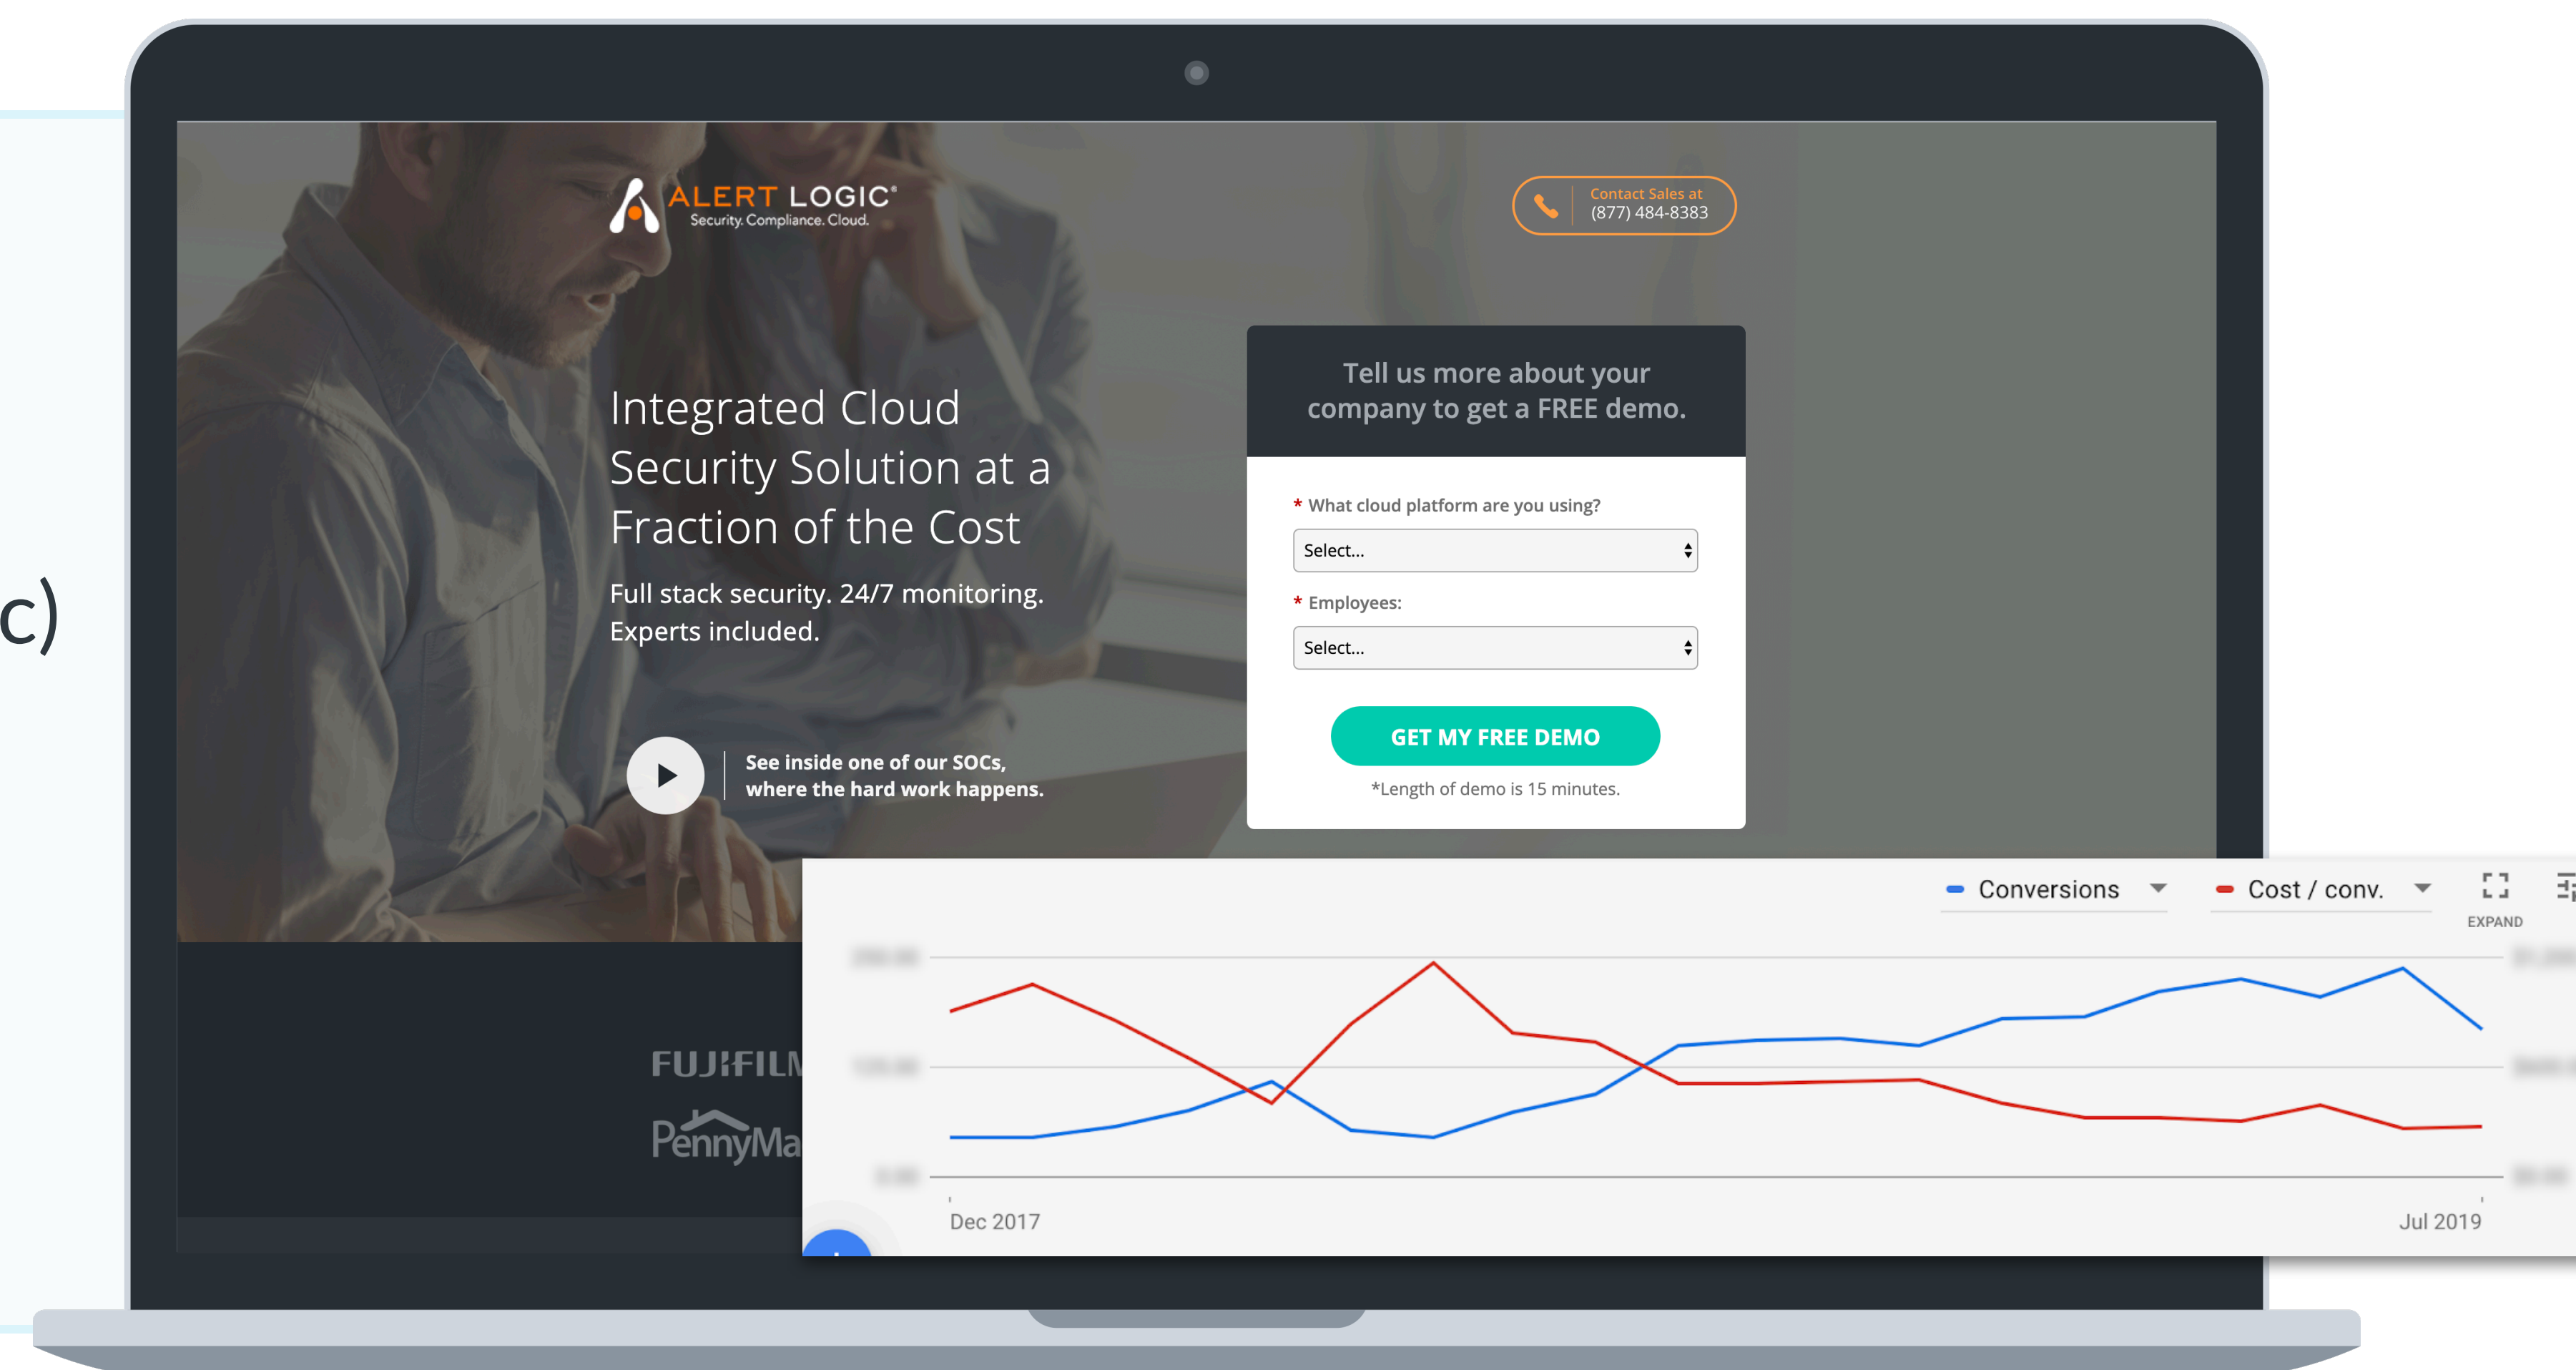 c)
ALERT LOGIC®
Security. Compliance. Cloud.
Contact Sales at
(877) 484-8383
Integrated Cloud
Security Solution at a
Fraction of the Cost
Full stack security. 24/7 monitoring.
Experts included.
See inside one of our SOCs,
where the hard work happens.
Tell us more about your
company to get a FREE demo.
* What cloud platform are you using?
Select...
* Employees:
Select...
GET MY FREE DEMO
*Length of demo is 15 minutes.
FUJIFILM
PennyMa
Conversions
Cost / conv.
EXPAND
Dec 2017
Jul 2019